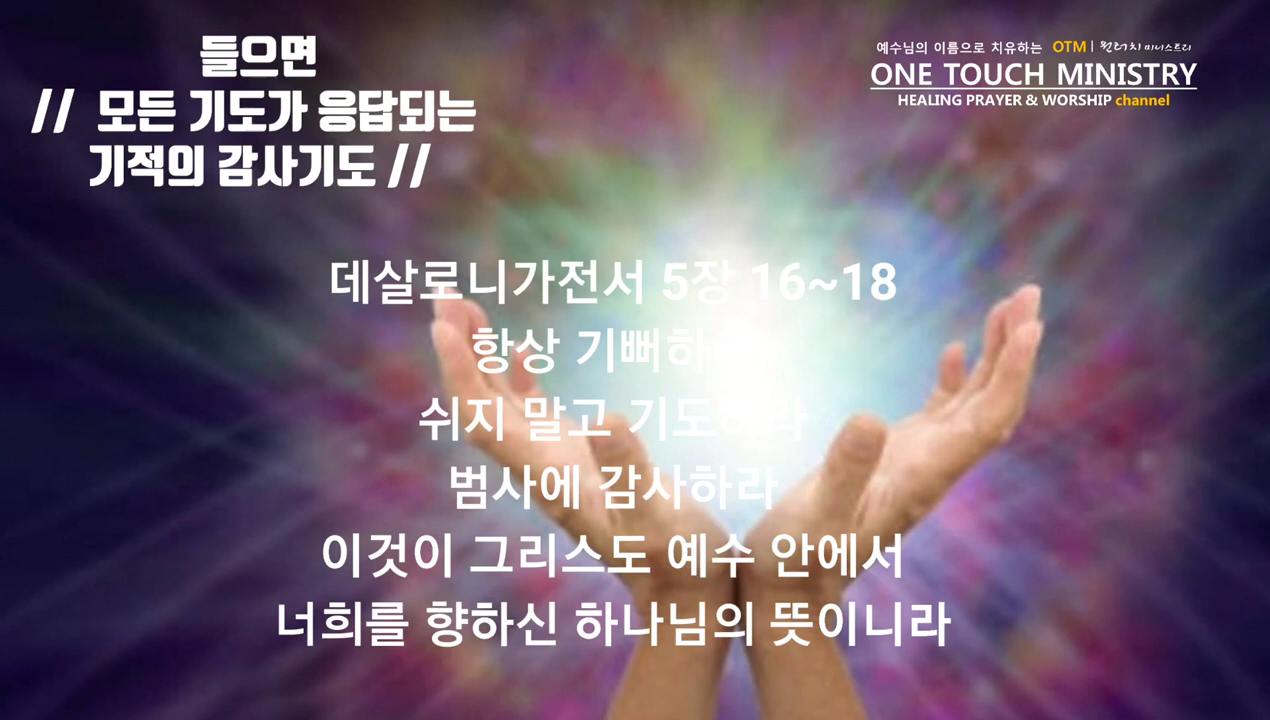 들으면
// 모든 기도가 응답되는
기적의 감사기도 //
예수님의 이름으로 치유하는 OTM | 원터치 미니스트리
ONE TOUCH MINISTRY
HEALING PRAYER & WORSHIP channel
데살로니가전서 5장 16~18
항상 기뻐하
쉬지 말고 기도하라
범사에 감사하라
이것이 그리스도 예수 안에서
너희를 향하신 하나님의 뜻이니라